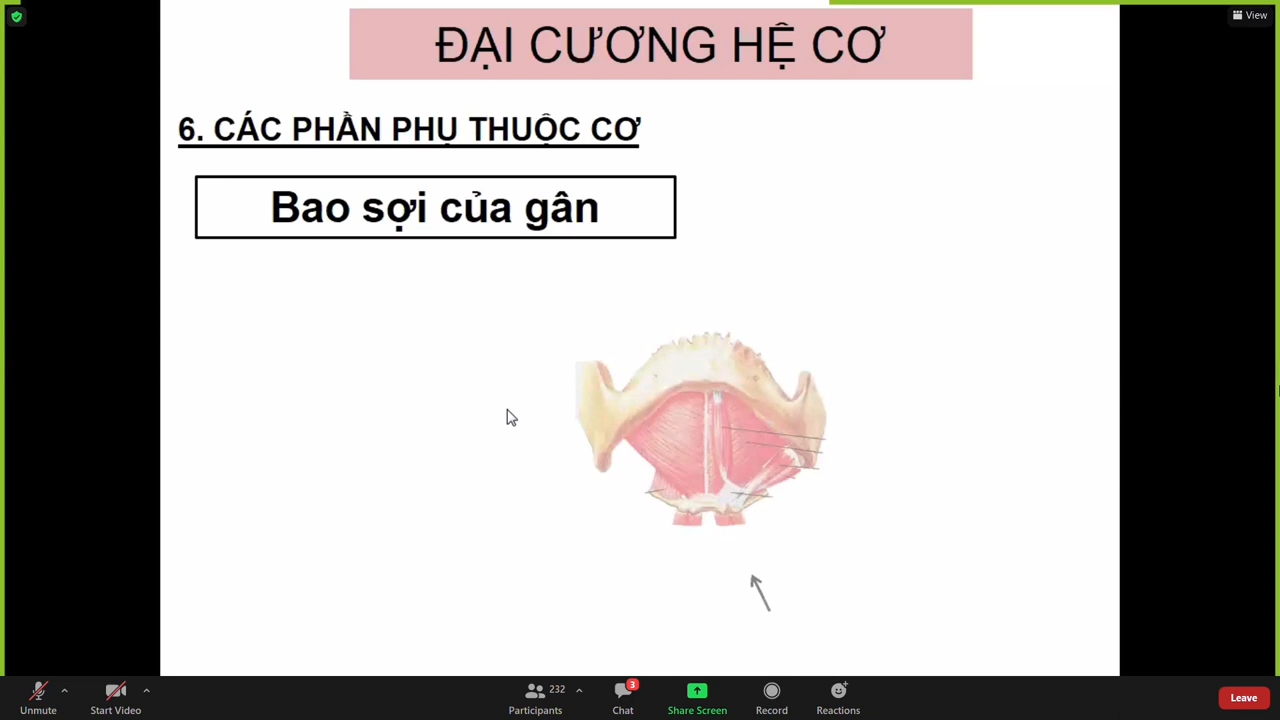 View
ĐẠI CƯƠNG HỆ CƠ
6. CÁC PHẦN PHỤ THUỘC CƠ
Bao sợi của gân
Unmute
Start Video
232
Participants
3
Chat
Share Screen
Record
Reactions
Leave